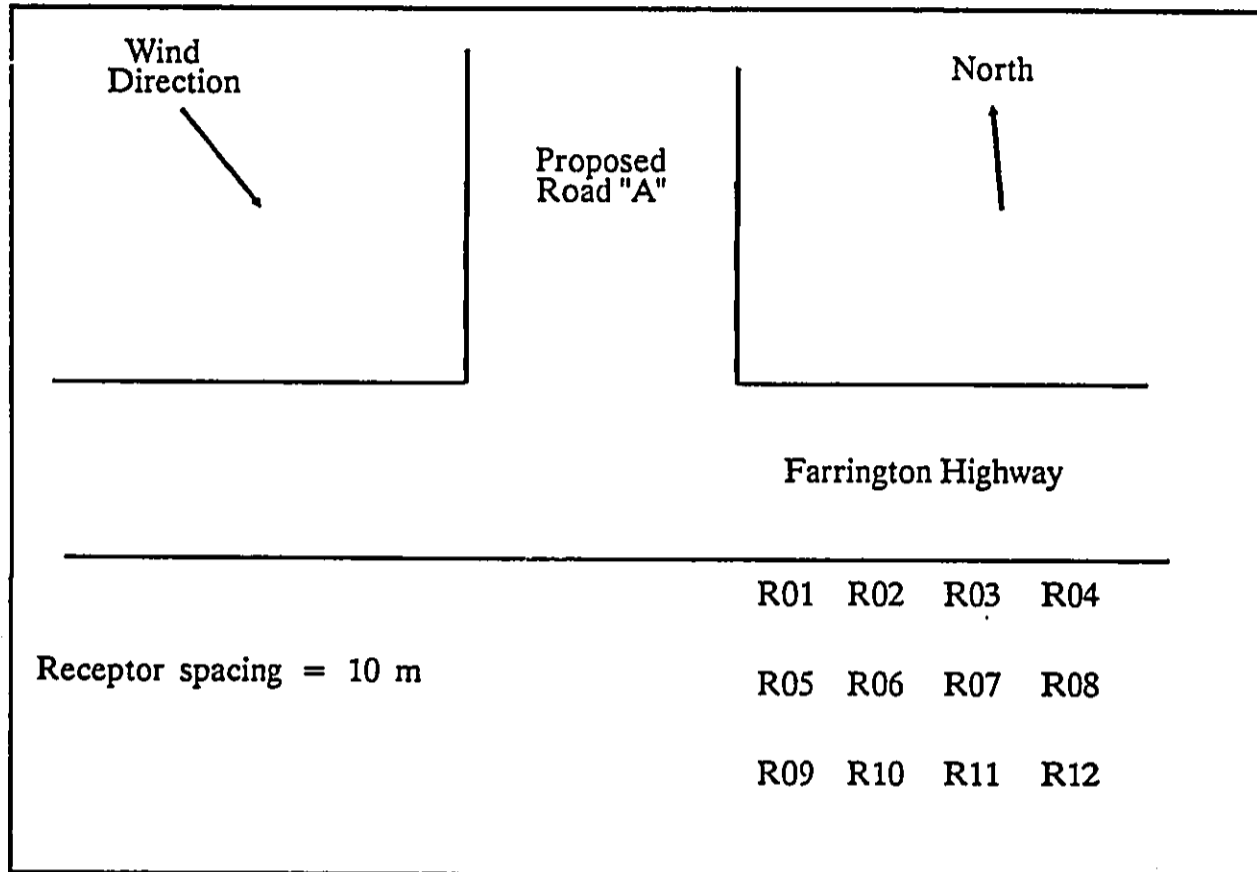 Wind
Direction
North
Proposed
Road "A"
Farrington Highway
R01 R02 R03 R04
Receptor spacing = 10 m
R05 R06 R07 R08
R09 R10 R11 R12